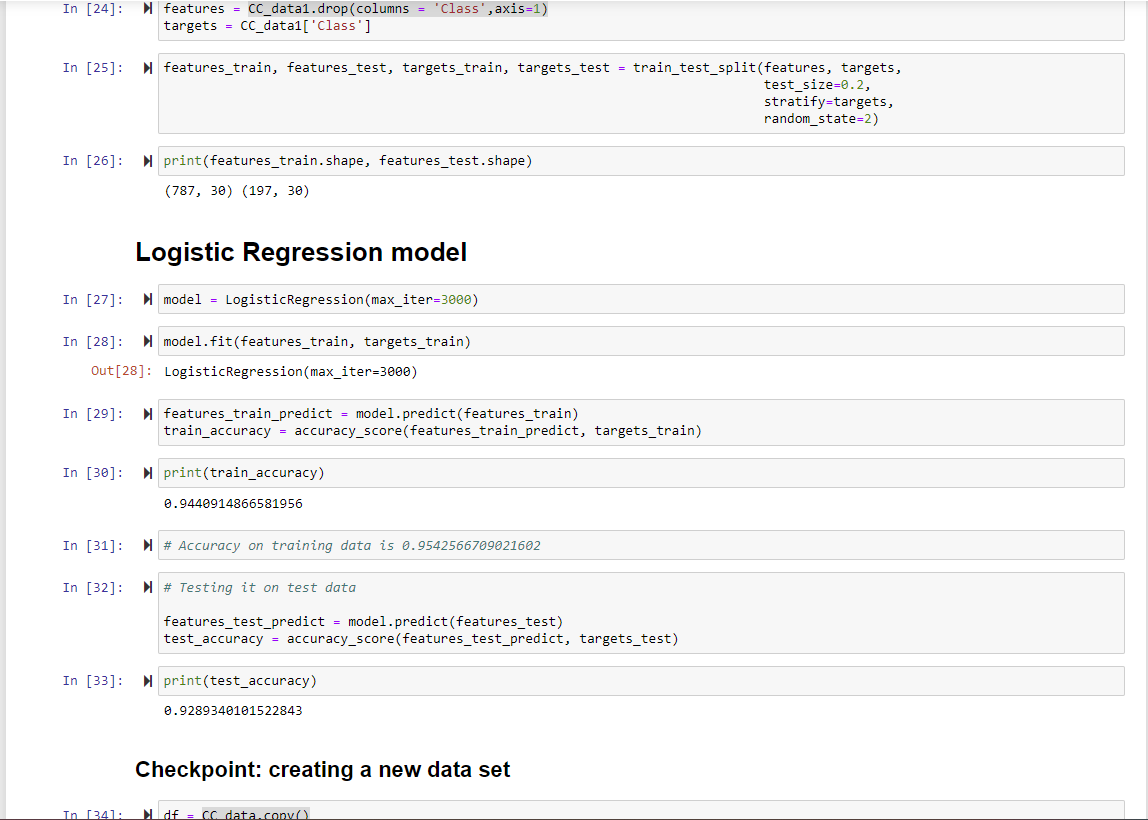 In [24]: features = CC_data1.drop(columns = 'Class',axis=1)
targets = CC_data1['Class']
In [25]: features_train, features_test, targets_train, targets_test = train_test_split(features, targets,
test_size=0.2,
stratify=targets,
random_state=2)
In [26]: print(features_train.shape, features_test.shape)
(787, 30) (197, 30)
Logistic Regression model
In [27]: model = LogisticRegression(max_iter=3000)
In [28]: model.fit(features_train, targets_train)
Out[28]: LogisticRegression(max_iter=3000)
In [29]: features_train_predict = model.predict(features_train)
train_accuracy = accuracy_score(features_train_predict, targets_train)
In [30]: print(train_accuracy)
0.9440914866581956
In [31]: # Accuracy on training data is 0.9542566709021602
In [32]: # Testing it on test data
features_test_predict = model.predict(features_test)
test_accuracy = accuracy_score(features_test_predict, targets_test)
In [33]: print(test_accuracy)
0.9289340101522843
Checkpoint: creating a new data set
In [34]: df = CC_data.copy()